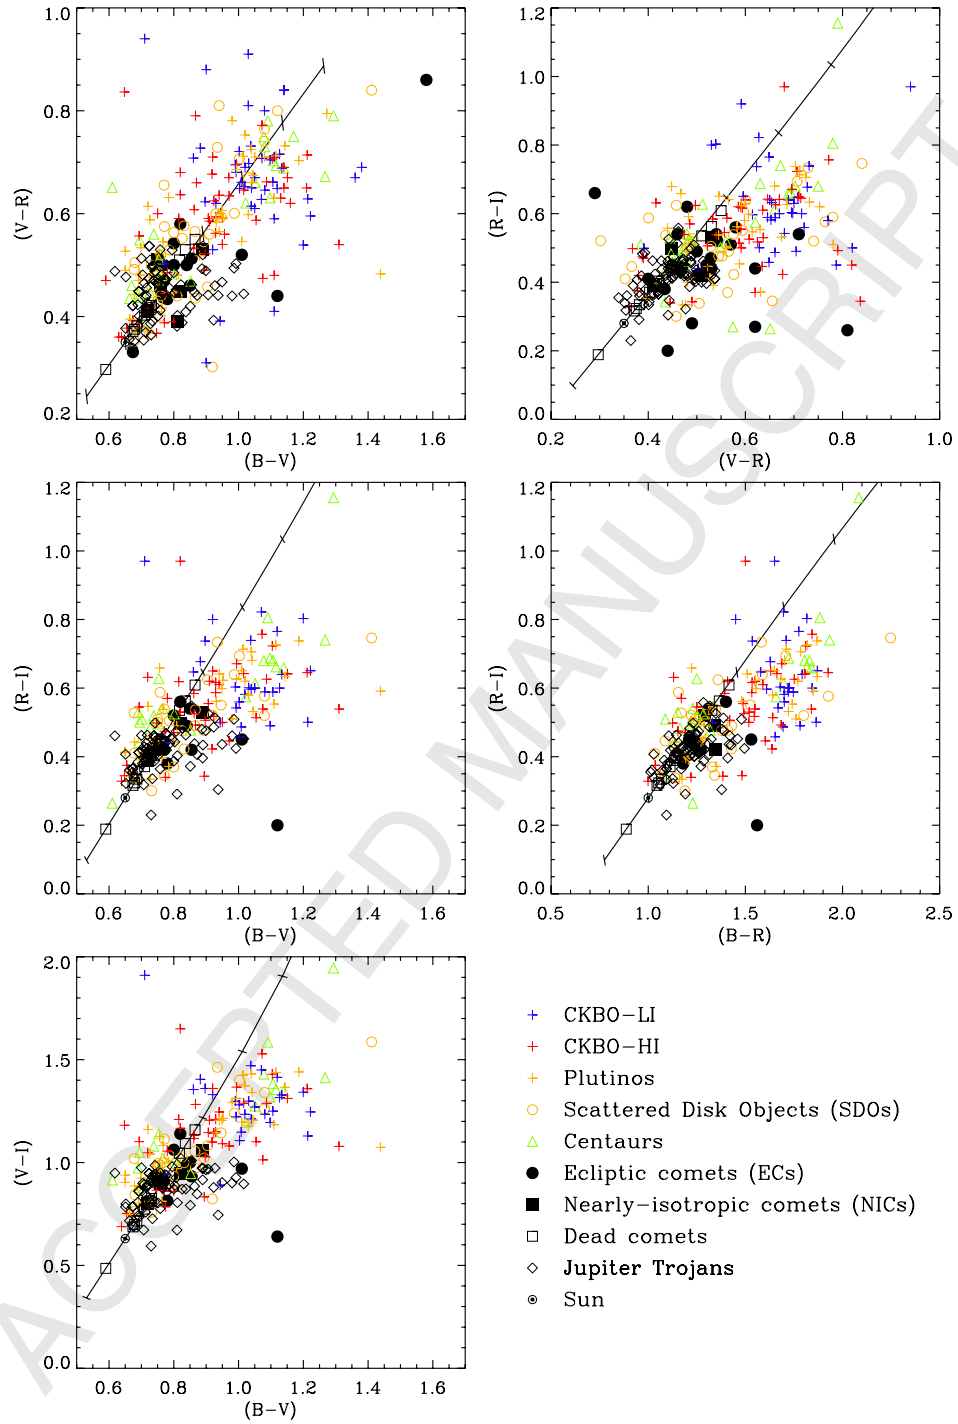 1.0
0.8
0.6
0.4
0.2
(V-R)
0.6 0.8 1.0 1.2 1.4 1.6
(B-V)
1.2
1.0
0.8
0.6
0.4
0.2
0.0
(R-I)
0.2 0.4 0.6 0.8 1.0
(V-R)
1.2
1.0
0.8
0.6
0.4
0.2
0.0
(R-I)
0.6 0.8 1.0 1.2 1.4 1.6
(B-V)
1.2
1.0
0.8
0.6
0.4
0.2
0.0
(R-I)
0.5 1.0 1.5 2.0 2.5
(B-R)
2.0
1.5
1.0
0.5
0.0
(V-I)
0.6 0.8 1.0 1.2 1.4 1.6
(B-V)
CKBO-LI
CKBO-HI
Plutinos
Scattered Disk Objects (SDOs)
Centaurs
Ecliptic comets (ECs)
Nearly-isotropic comets (NICs)
Dead comets
Jupiter Trojans
Sun
ACCEPTED MANUSCRIPT